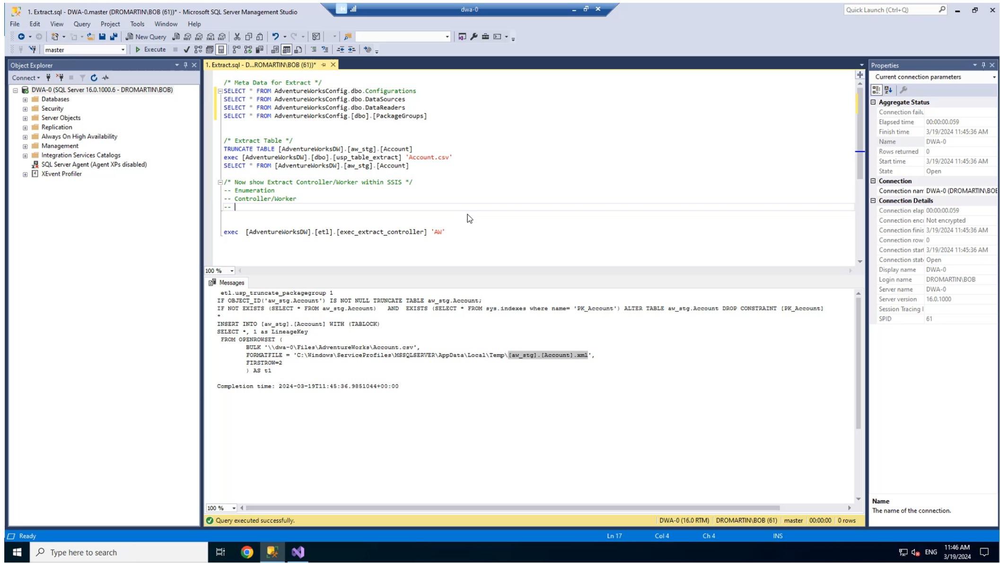 1. Extract.sql - DWA-0.master (DROMARTIN\BOB (61))* - Microsoft SQL Server Management Studio
dwa-0
Quick Launch (Ctrl+Q)
File Edit View Query Project Tools Window Help
New Query
master
Execute
Object Explorer
Connect
DWA-0 (SQL Server 16.0.1000.6 - DROMARTIN\BOB)
Databases
Security
Server Objects
Replication
Always On High Availability
Management
Integration Services Catalogs
SQL Server Agent (Agent XPs disabled)
XEvent Profiler
1. Extract.sql - D...ROMARTIN\BOB (61))*
/* Meta Data for Extract */
SELECT * FROM AdventureWorksConfig.dbo.Configurations
SELECT * FROM AdventureWorksConfig.dbo.DataSources
SELECT * FROM AdventureWorksConfig.dbo.DataReaders
SELECT * FROM AdventureWorksConfig.[dbo].[PackageGroups]
/* Extract Table */
TRUNCATE TABLE [AdventureWorksDW].[aw_stg].[Account]
exec [AdventureWorksDW].[dbo].[usp_table_extract] 'Account.csv'
SELECT * FROM [AdventureWorksDW].[aw_stg].[Account]
/* Now show Extract Controller/Worker within SSIS */
-- Enumeration
-- Controller/Worker
--
exec [AdventureWorksDW].[etl].[exec_extract_controller] 'AW'
100 %
Messages
etl.usp_truncate_packagegroup 1
IF OBJECT_ID('aw_stg.Account') IS NOT NULL TRUNCATE TABLE aw_stg.Account;
IF NOT EXISTS (SELECT * FROM aw_stg.Account) AND EXISTS (SELECT * FROM sys.indexes where name= 'PK_Account') ALTER TABLE aw_stg.Account DROP CONSTRAINT [PK_Account]
*
INSERT INTO [aw_stg].[Account] WITH (TABLOCK)
SELECT *, 1 as LineageKey
FROM OPENROWSET (
BULK '\\dwa-0\Files\AdventureWorks\Account.csv',
FORMATFILE = 'C:\Windows\ServiceProfiles\MSSQLSERVER\AppData\Local\Temp\[aw_stg].[Account].xml',
FIRSTROW=2
) AS t1
Completion time: 2024-03-19T11:45:36.9851044+00:00
100 %
Query executed successfully.
DWA-0 (16.0 RTM) DROMARTIN\BOB (61) master 00:00:00 0 rows
Properties
Current connection parameters
Aggregate Status
Connection failu
Elapsed time 00:00:00.059
Finish time 3/19/2024 11:45:36 AM
Name DWA-0
Rows returned 0
Start time 3/19/2024 11:45:36 AM
State Open
Connection
Connection nam DWA-0 (DROMARTIN\BOB
Connection Details
Connection elap 00:00:00.059
Connection encr Not encrypted
Connection finis 3/19/2024 11:45:36 AM
Connection row 0
Connection start 3/19/2024 11:45:36 AM
Connection stat Open
Display name DWA-0
Login name DROMARTIN\BOB
Server name DWA-0
Server version 16.0.1000
Session Tracing I
SPID 61
Name
The name of the connection.
Ready
Ln 17 Col 4 Ch 4 INS
Type here to search
ENG
11:46 AM
3/19/2024